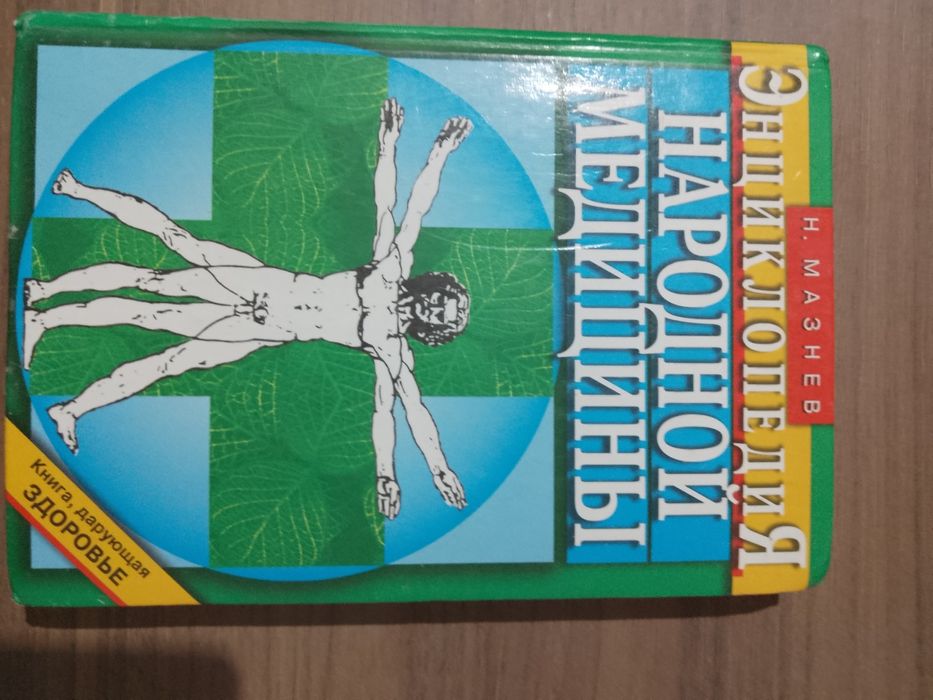 Н. МАЗНЕВ
ЭНЦИКЛОПЕДИЯ
НАРОДНОЙ
МЕДИЦИНЫ
Книга, дарующая
ЗДОРОВЬЕ